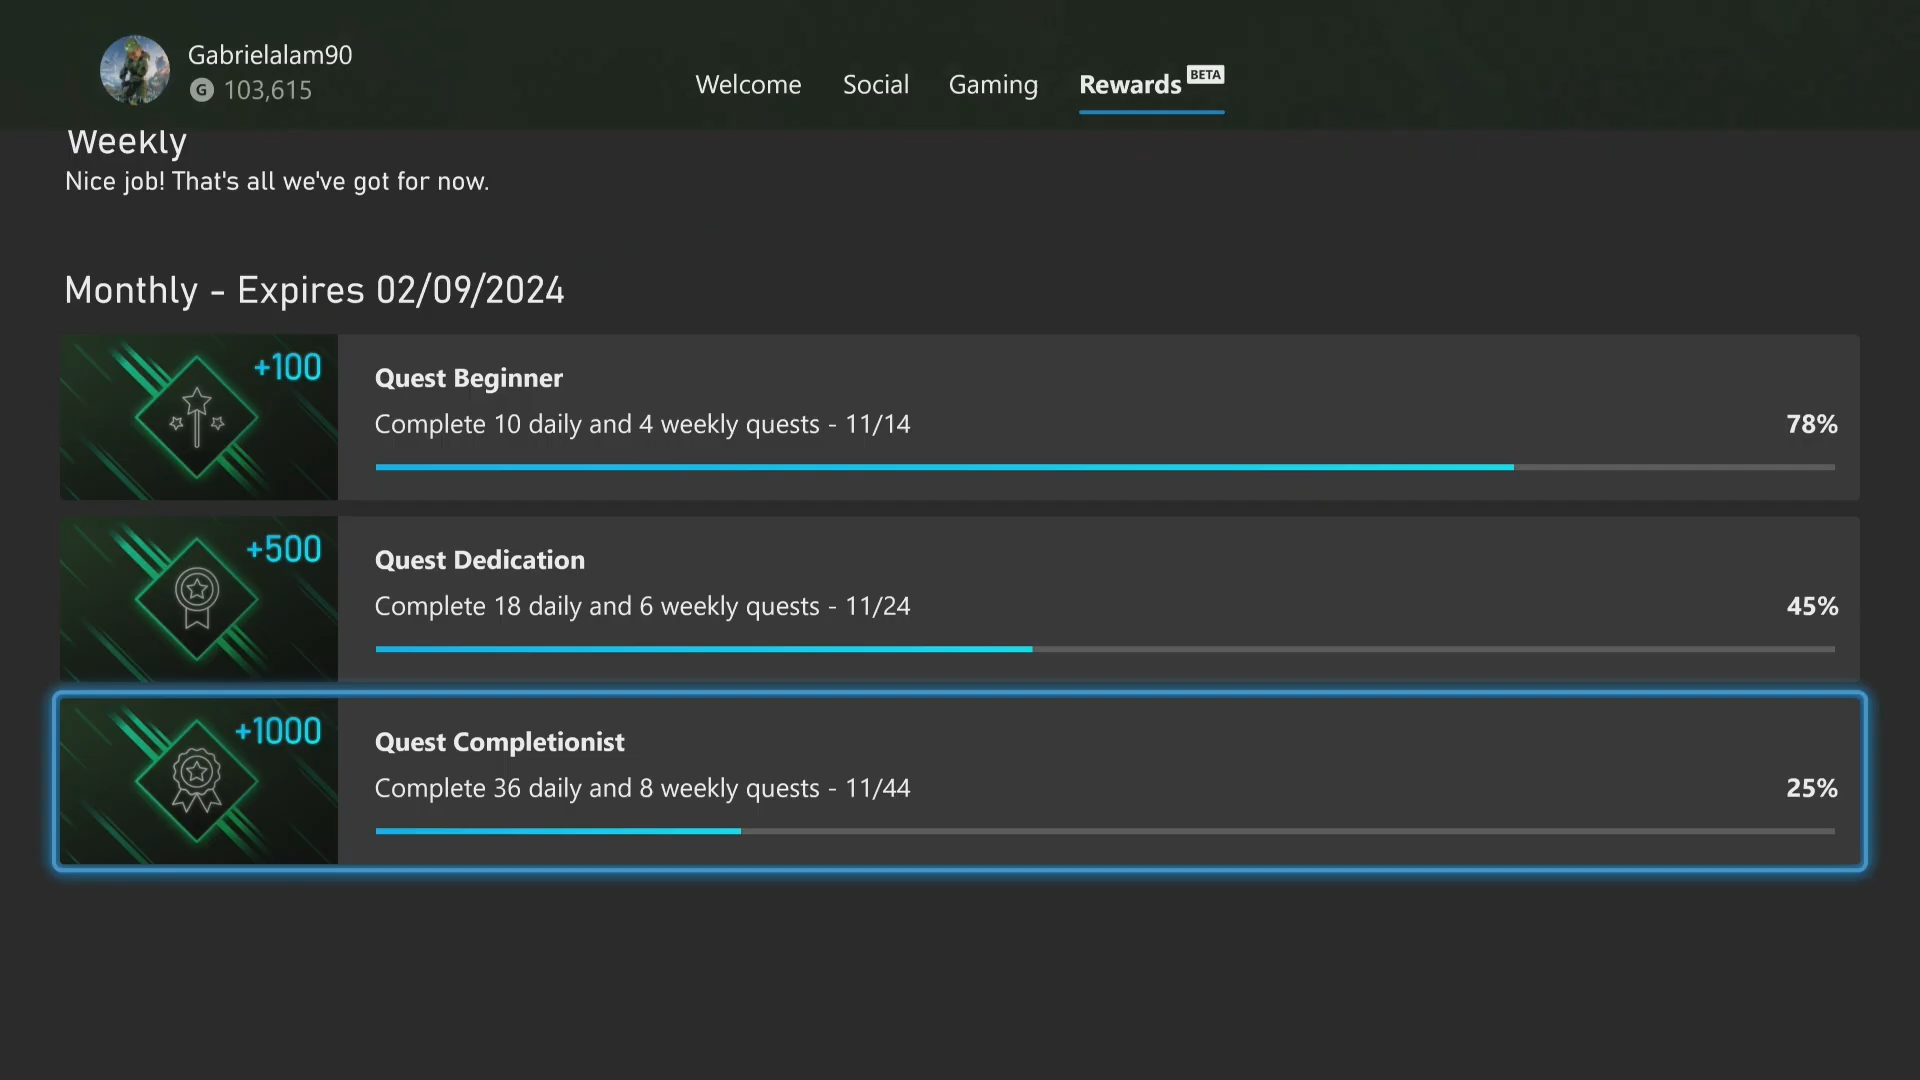 Gabrielalam90
G 103,615
Welcome
Social
Gaming
Rewards BETA
Weekly
Nice job! That's all we've got for now.
Monthly - Expires 02/09/2024
+100
Quest Beginner
Complete 10 daily and 4 weekly quests - 11/14
78%
+500
Quest Dedication
Complete 18 daily and 6 weekly quests - 11/24
45%
+1000
Quest Completionist
Complete 36 daily and 8 weekly quests - 11/44
25%